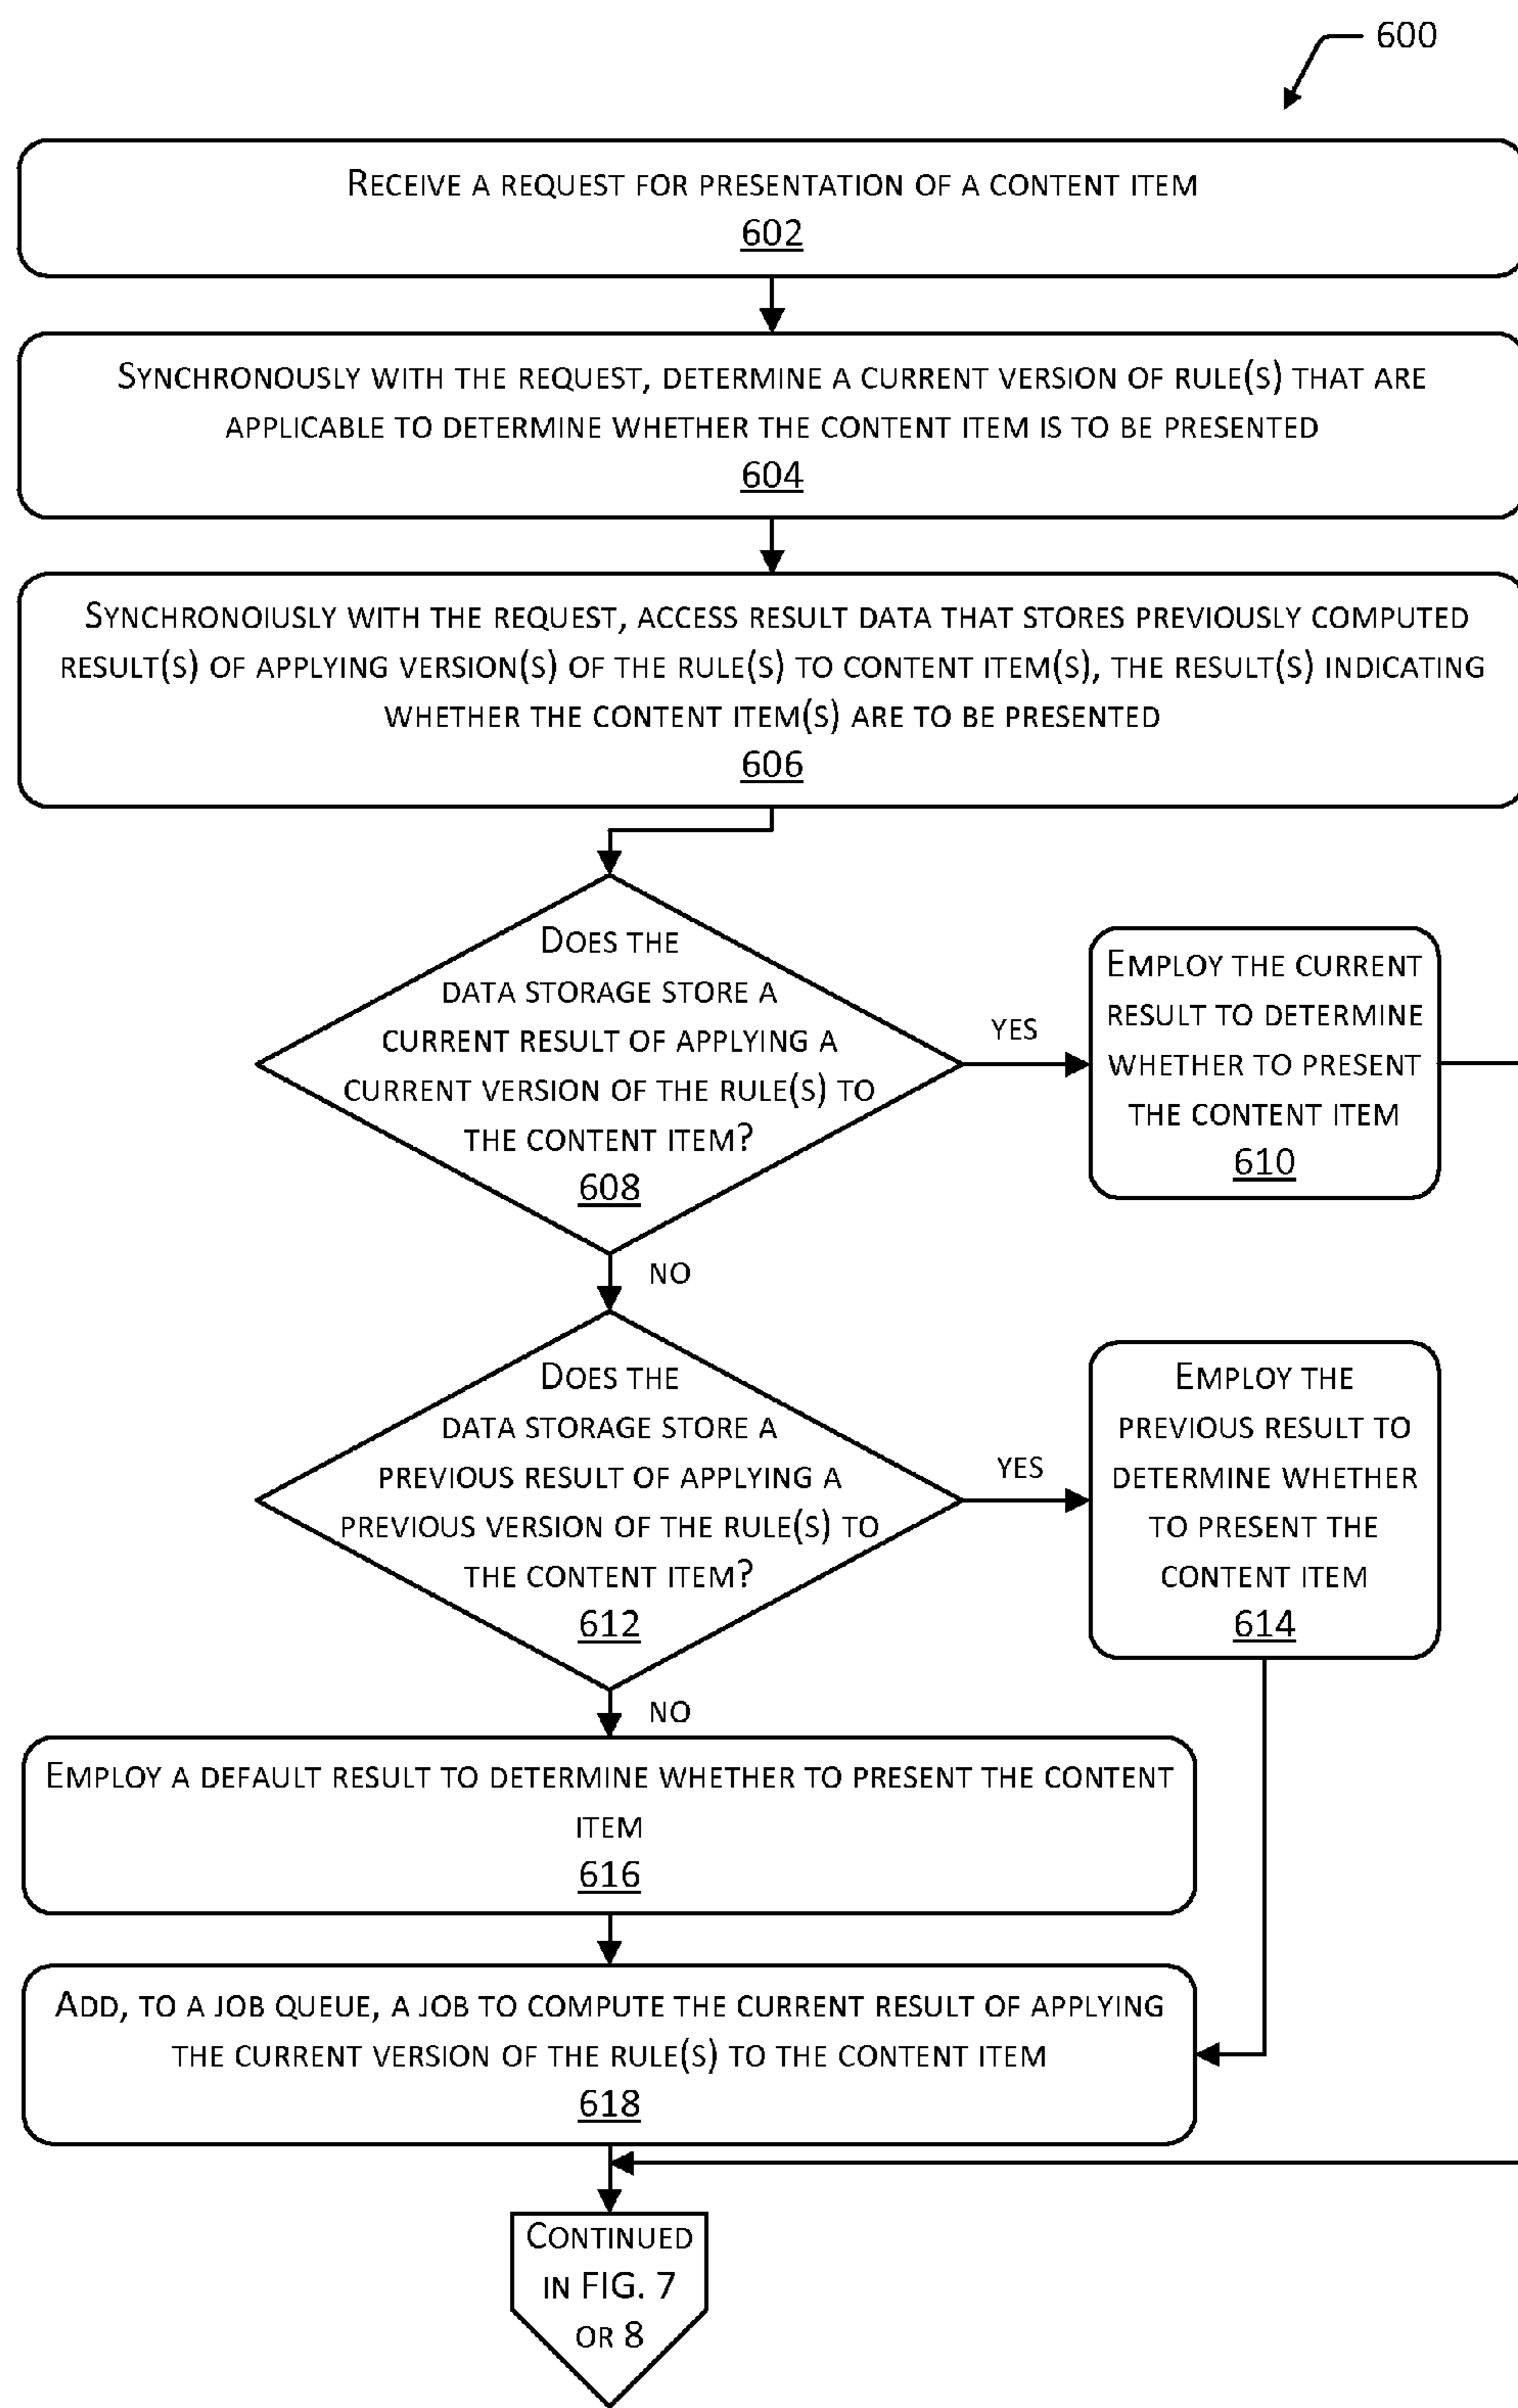 600
Receive a request for presentation of a content item
602
Synchronously with the request, determine a current version of rule(s) that are
applicable to determine whether the content item is to be presented
604
Synchronoiusly with the request, access result data that stores previously computed
result(s) of applying version(s) of the rule(s) to content item(s), the result(s) indicating
whether the content item(s) are to be presented
606
Does the
data storage store a
current result of applying a
current version of the rule(s) to
the content item?
608
yes
Employ the current
result to determine
whether to present
the content item
610
no
Does the
data storage store a
previous result of applying a
previous version of the rule(s) to
the content item?
612
yes
Employ the
previous result to
determine whether
to present the
content item
614
no
Employ a default result to determine whether to present the content
item
616
Add, to a job queue, a job to compute the current result of applying
the current version of the rule(s) to the content item
618
Continued
in FIG. 7
or 8